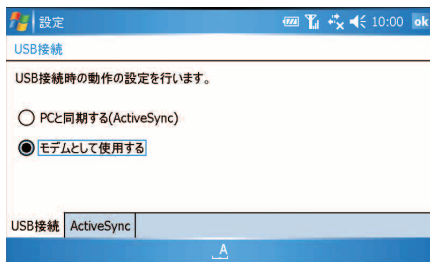 設定 10:00 ok
USB接続
USB接続時の動作の設定を行います。
PCと同期する(ActiveSync)
モデムとして使用する
USB接続 ActiveSync
A